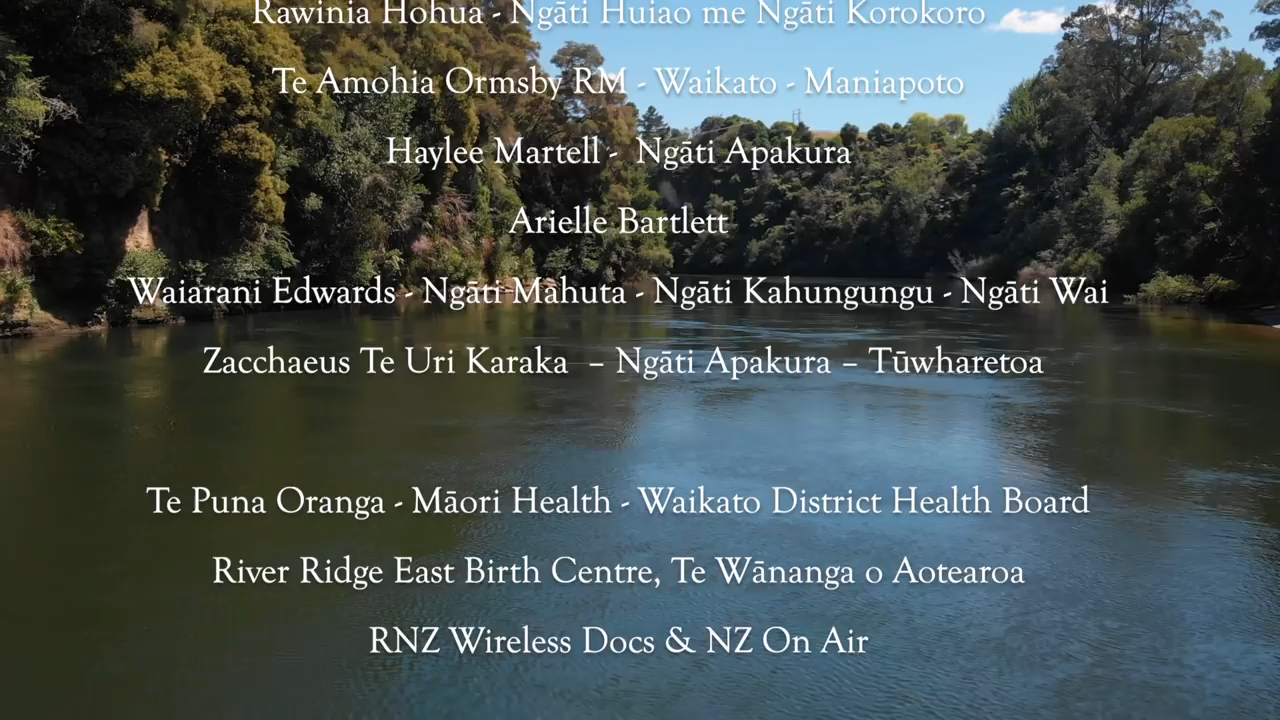 Rawinia Hohua - Ngāti Huiao me Ngāti Korokoro
Te Amohia Ormsby RM - Waikato - Maniapoto
Haylee Martell - Ngāti Apakura
Arielle Bartlett
Waiarani Edwards - Ngāti Māhuta - Ngāti Kahungungu - Ngāti Wai
Zacchaeus Te Uri Karaka – Ngāti Apakura – Tūwharetoa
Te Puna Oranga - Māori Health - Waikato District Health Board
River Ridge East Birth Centre, Te Wānanga o Aotearoa
RNZ Wireless Docs & NZ On Air